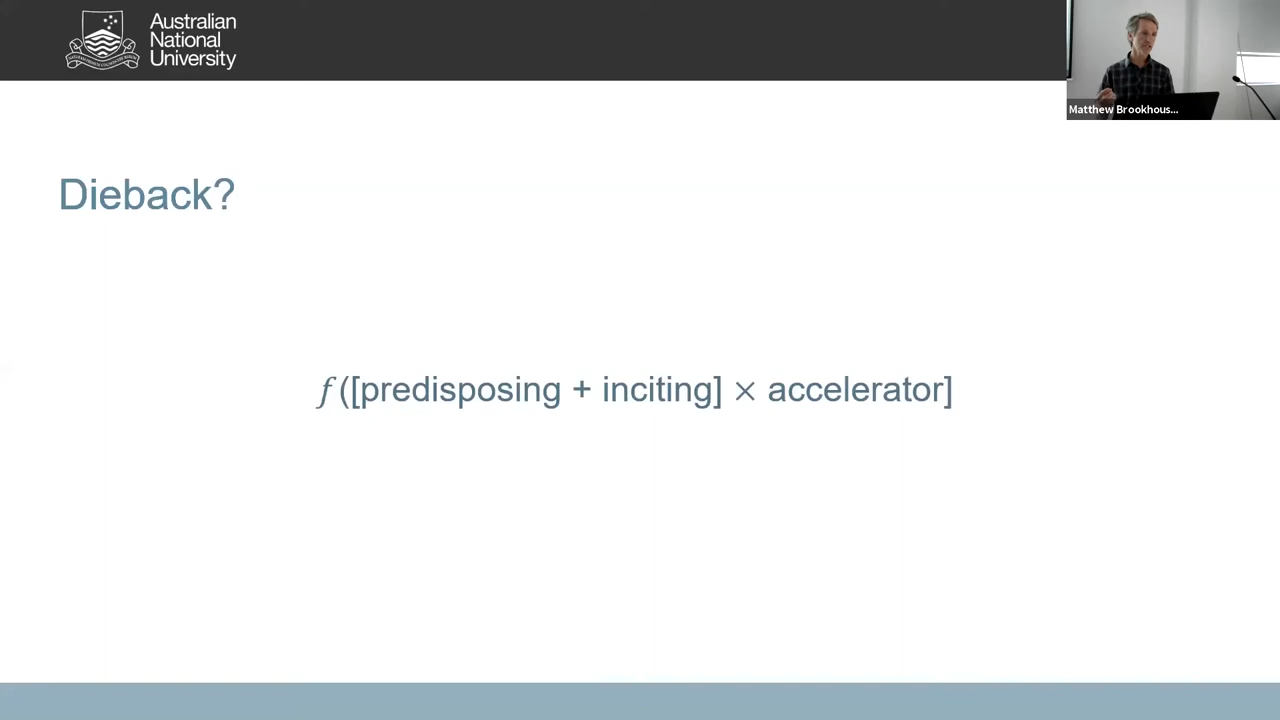 Australian
National
University
Matthew Brookhous...
Dieback?
f ([predisposing + inciting] × accelerator]